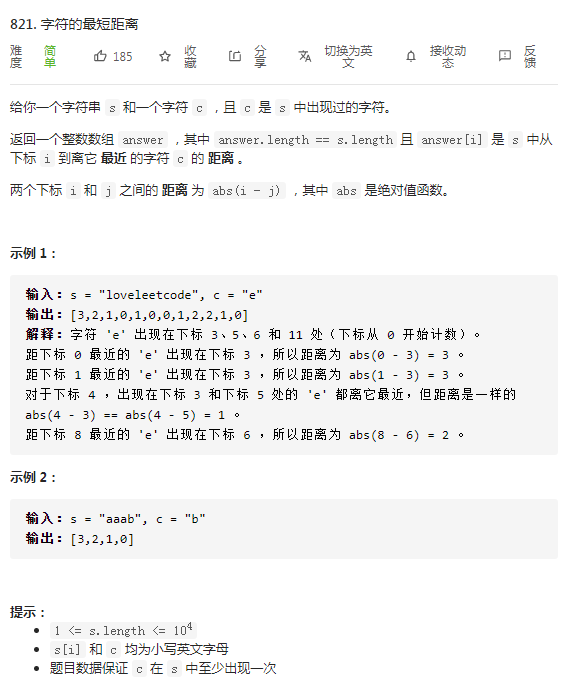 821. 字符的最短距离
难度 简单 185 收藏 分享 切换为英文 接收动态 反馈
给你一个字符串 s 和一个字符 c ，且 c 是 s 中出现过的字符。
返回一个整数数组 answer ，其中 answer.length == s.length 且 answer[i] 是 s 中从
下标 i 到离它 最近 的字符 c 的 距离 。
两个下标 i 和 j 之间的 距离 为 abs(i - j) ，其中 abs 是绝对值函数。
示例 1：
输入：s = "loveleetcode", c = "e"
输出：[3,2,1,0,1,0,0,1,2,2,1,0]
解释：字符 'e' 出现在下标 3、5、6 和 11 处（下标从 0 开始计数）。
距下标 0 最近的 'e' 出现在下标 3 ，所以距离为 abs(0 - 3) = 3 。
距下标 1 最近的 'e' 出现在下标 3 ，所以距离为 abs(1 - 3) = 3 。
对于下标 4 ，出现在下标 3 和下标 5 处的 'e' 都离它最近，但距离是一样的
abs(4 - 3) == abs(4 - 5) = 1 。
距下标 8 最近的 'e' 出现在下标 6 ，所以距离为 abs(8 - 6) = 2 。
示例 2：
输入：s = "aaab", c = "b"
输出：[3,2,1,0]
提示：
1 <= s.length <= 10⁴
s[i] 和 c 均为小写英文字母
题目数据保证 c 在 s 中至少出现一次